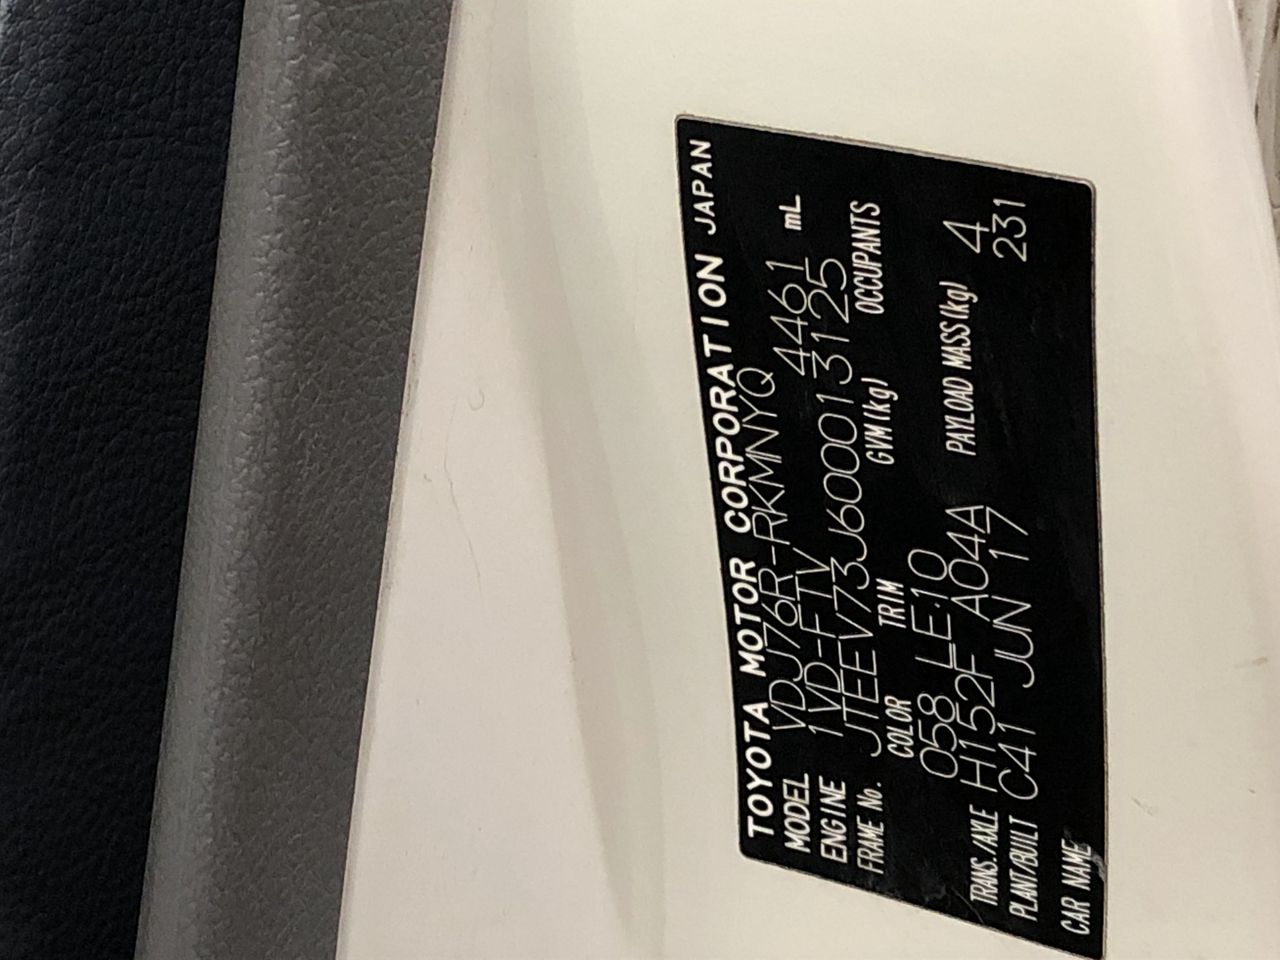 TOYOTA MOTOR CORPORATION JAPAN
MODEL VDJ76R-RKMNYQ
ENGINE 1VD-FTV 4461 mL
FRAME No. JTEEV73J600013125
COLOR TRIM GVM(kg) OCCUPANTS
058 LE10
TRANS./AXLE H152F A04A PAYLOAD MASS(kg) 4
PLANT/BUILT C41 JUN 17 231
CAR NAME